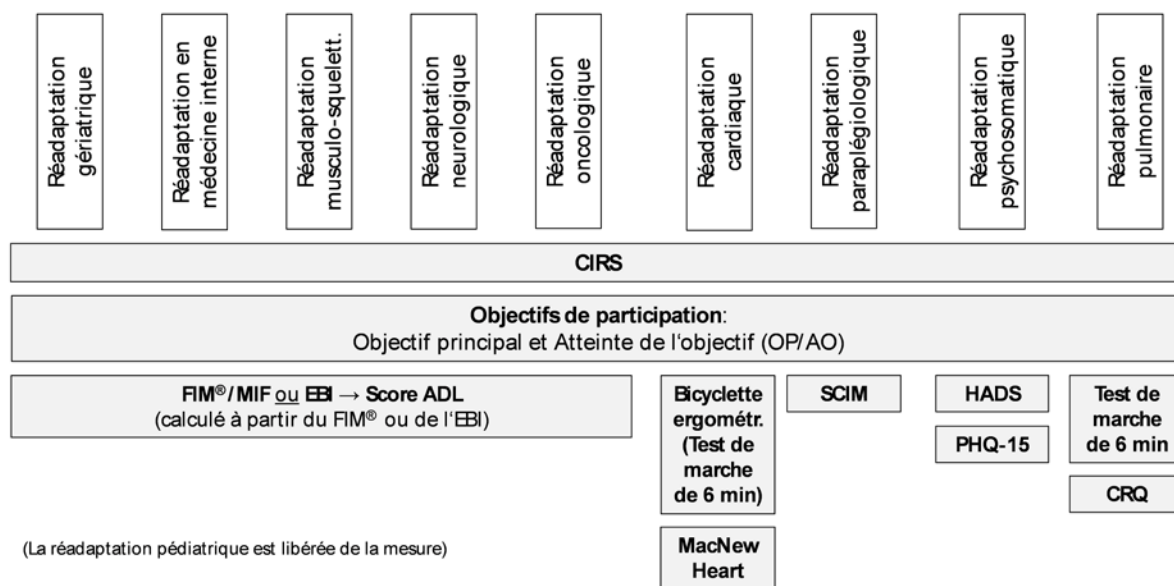 Réadaptation
gériatrique
Réadaptation en
médecine interne
Réadaptation
musculo-squelett.
Réadaptation
neurologique
Réadaptation
oncologique
Réadaptation
cardiaque
Réadaptation
paraplégiologique
Réadaptation
psychosomatique
Réadaptation
pulmonaire
CIRS
Objectifs de participation:
Objectif principal et Atteinte de l‘objectif (OP/AO)
FIM®/ MIF ou EBI → Score ADL
(calculé à partir du FIM® ou de l‘EBI)
Bicyclette
ergométr.
(Test de
marche
de 6 min)
MacNew
Heart
SCIM
HADS
PHQ-15
Test de
marche
de 6 min
CRQ
(La réadaptation pédiatrique est libérée de la mesure)